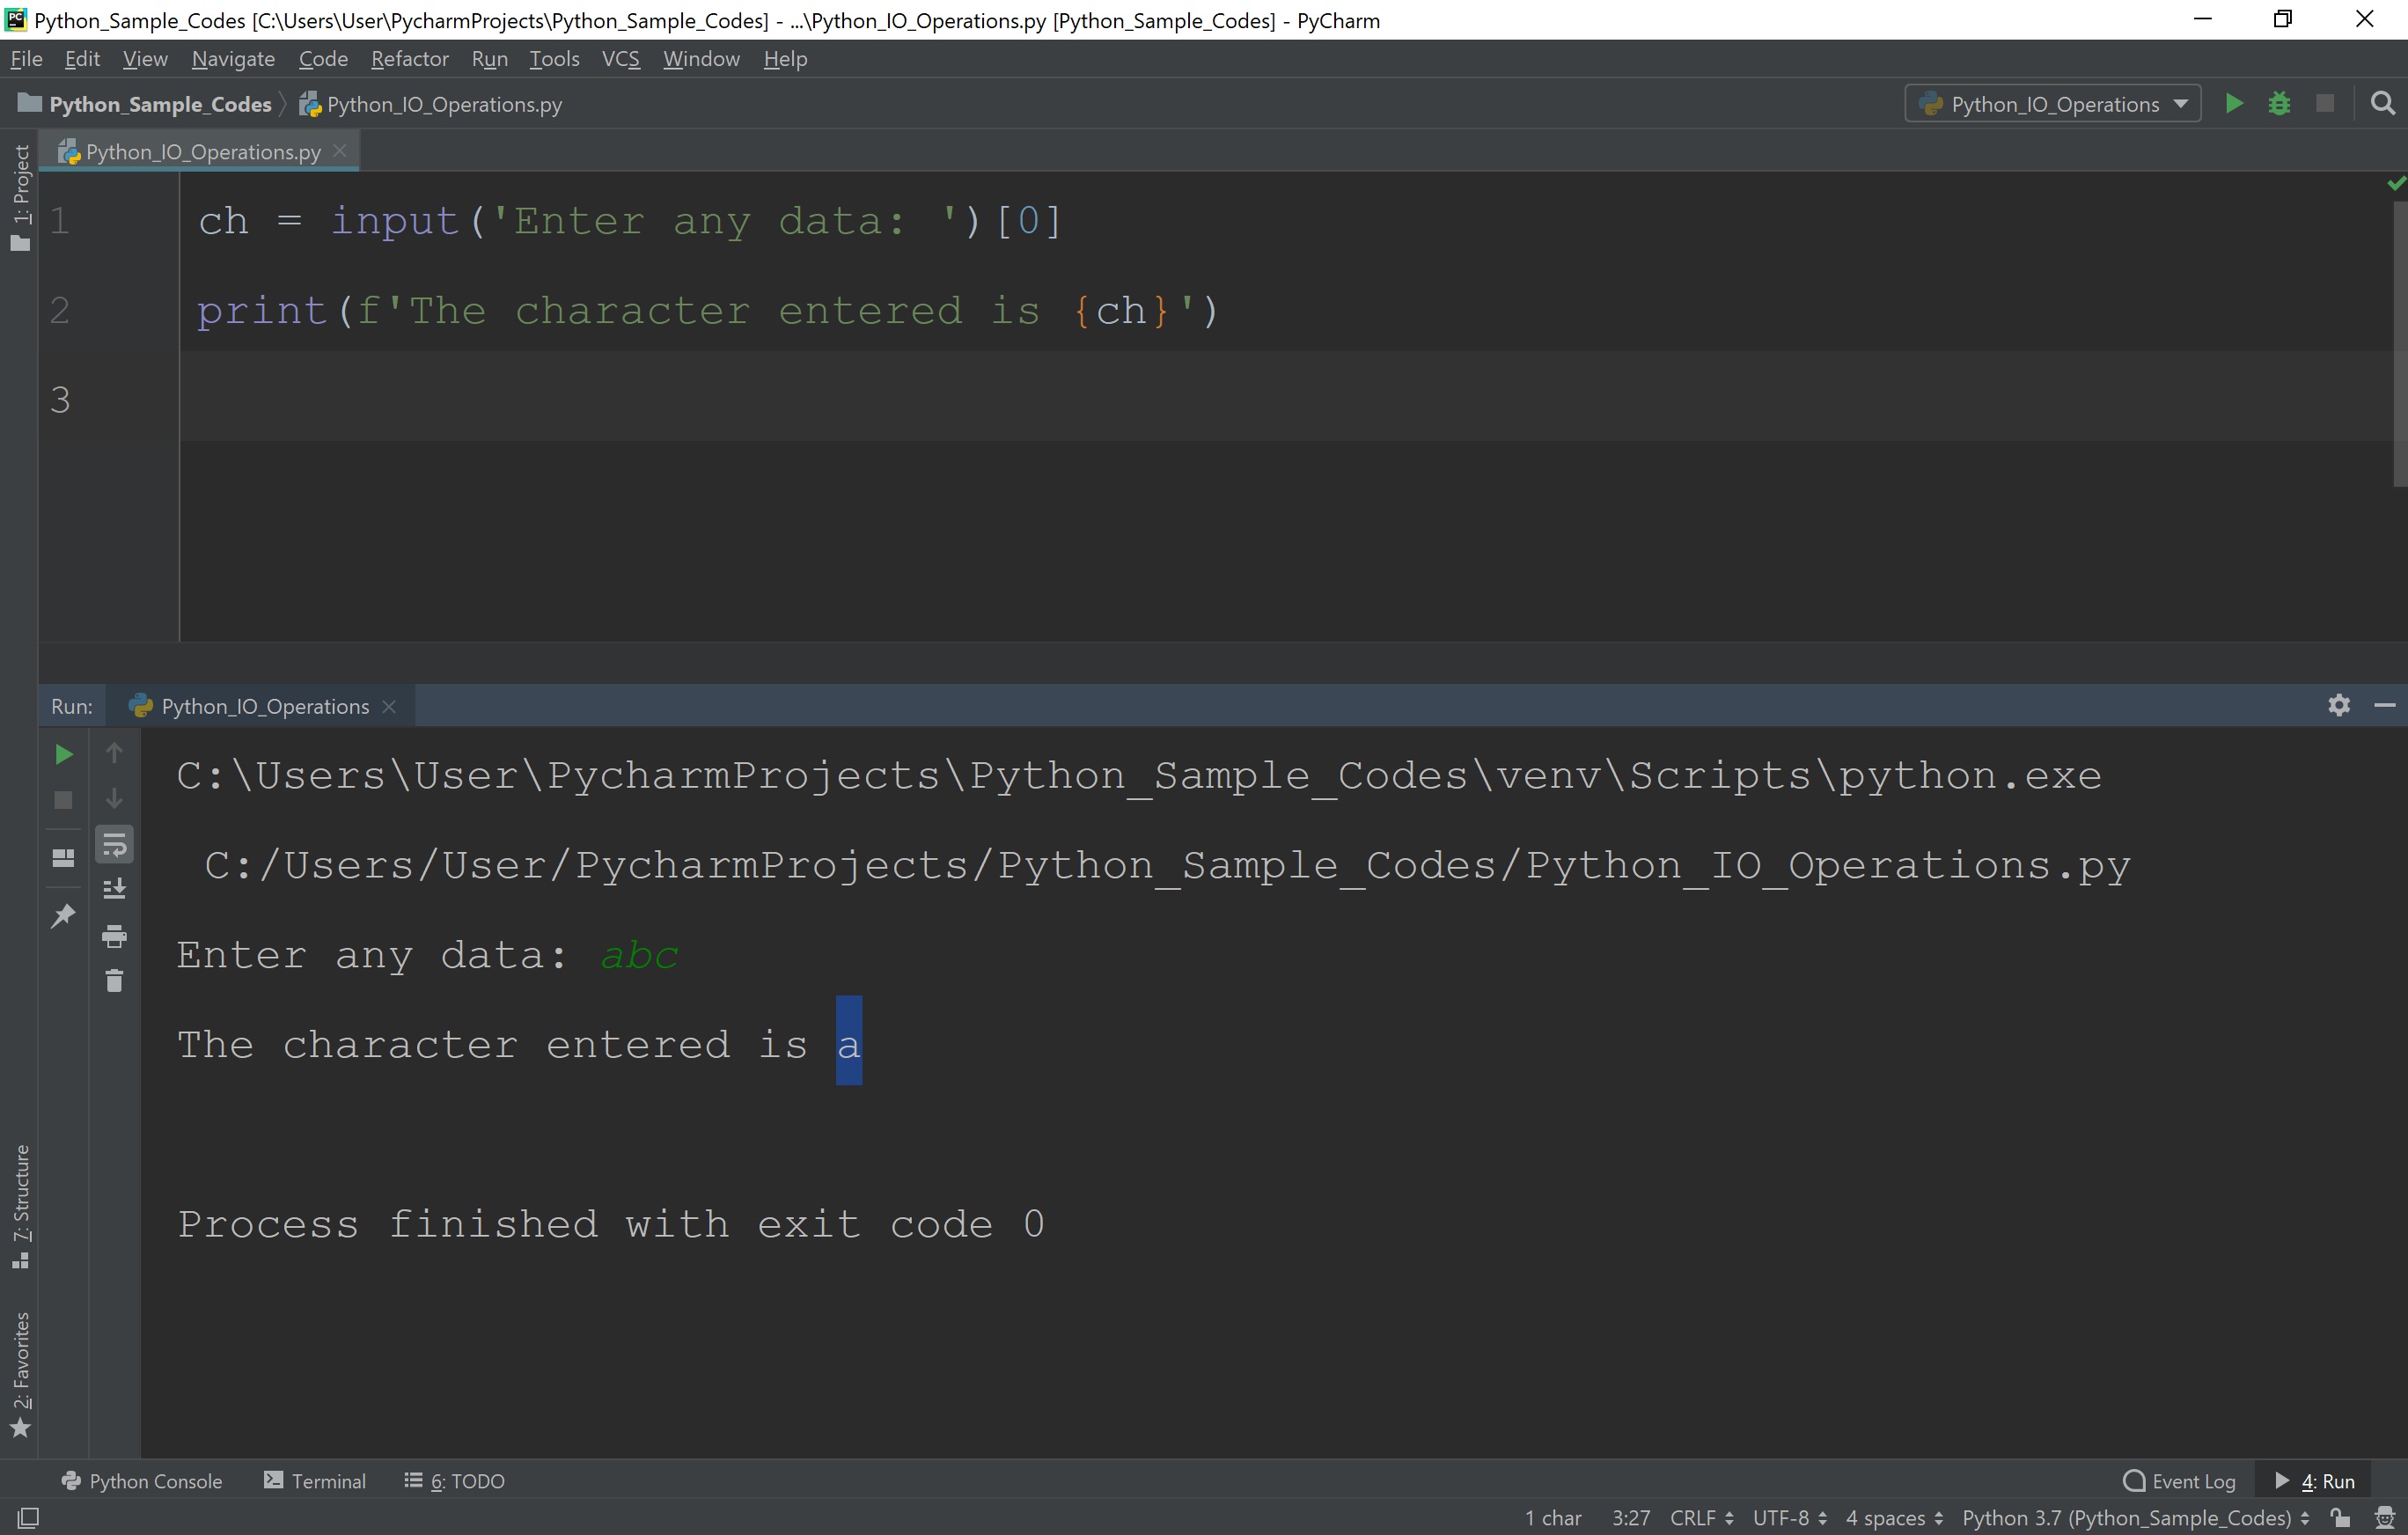 Python_Sample_Codes [C:\Users\User\PycharmProjects\Python_Sample_Codes] - ...\Python_IO_Operations.py [Python_Sample_Codes] - PyCharm
File Edit View Navigate Code Refactor Run Tools VCS Window Help
Python_Sample_Codes Python_IO_Operations.py Python_IO_Operations
1: Project
Python_IO_Operations.py
1 ch = input('Enter any data: ')[0]
2 print(f'The character entered is {ch}')
3
Run: Python_IO_Operations
C:\Users\User\PycharmProjects\Python_Sample_Codes\venv\Scripts\python.exe
C:/Users/User/PycharmProjects/Python_Sample_Codes/Python_IO_Operations.py
Enter any data: abc
The character entered is a
Process finished with exit code 0
7: Structure
2: Favorites
Python Console Terminal 6: TODO Event Log 4: Run
1 char 3:27 CRLF UTF-8 4 spaces Python 3.7 (Python_Sample_Codes)